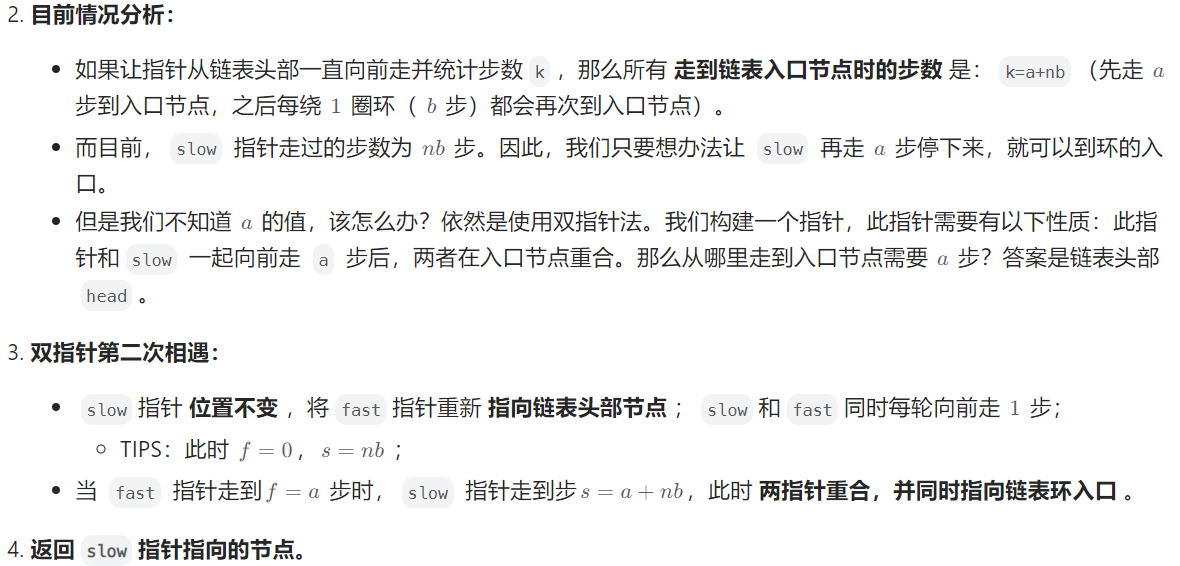 2. 目前情况分析：
• 如果让指针从链表头部一直向前走并统计步数 k ，那么所有 走到链表入口节点时的步数 是： k=a+nb （先走 a
步到入口节点，之后每绕 1 圈环（ b 步）都会再次到入口节点）。
• 而目前， slow 指针走过的步数为 nb 步。因此，我们只要想办法让 slow 再走 a 步停下来，就可以到环的入
口。
• 但是我们不知道 a 的值，该怎么办？依然是使用双指针法。我们构建一个指针，此指针需要有以下性质：此指
针和 slow 一起向前走 a 步后，两者在入口节点重合。那么从哪里走到入口节点需要 a 步？答案是链表头部
head 。
3. 双指针第二次相遇：
• slow 指针 位置不变 ，将 fast 指针重新 指向链表头部节点 ； slow 和 fast 同时每轮向前走 1 步；
○ TIPS：此时 f = 0 ， s = nb ；
• 当 fast 指针走到 f = a 步时， slow 指针走到步 s = a + nb ，此时 两指针重合，并同时指向链表环入口 。
4. 返回 slow 指针指向的节点。